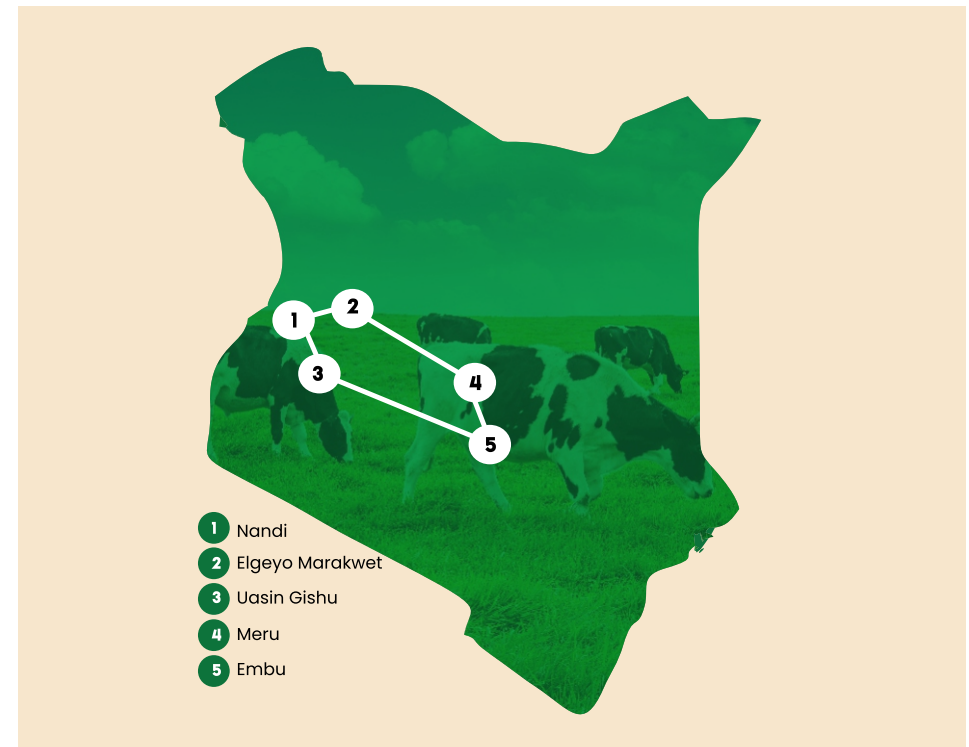 1
2
3
4
5
1 Nandi
2 Elgeyo Marakwet
3 Uasin Gishu
4 Meru
5 Embu